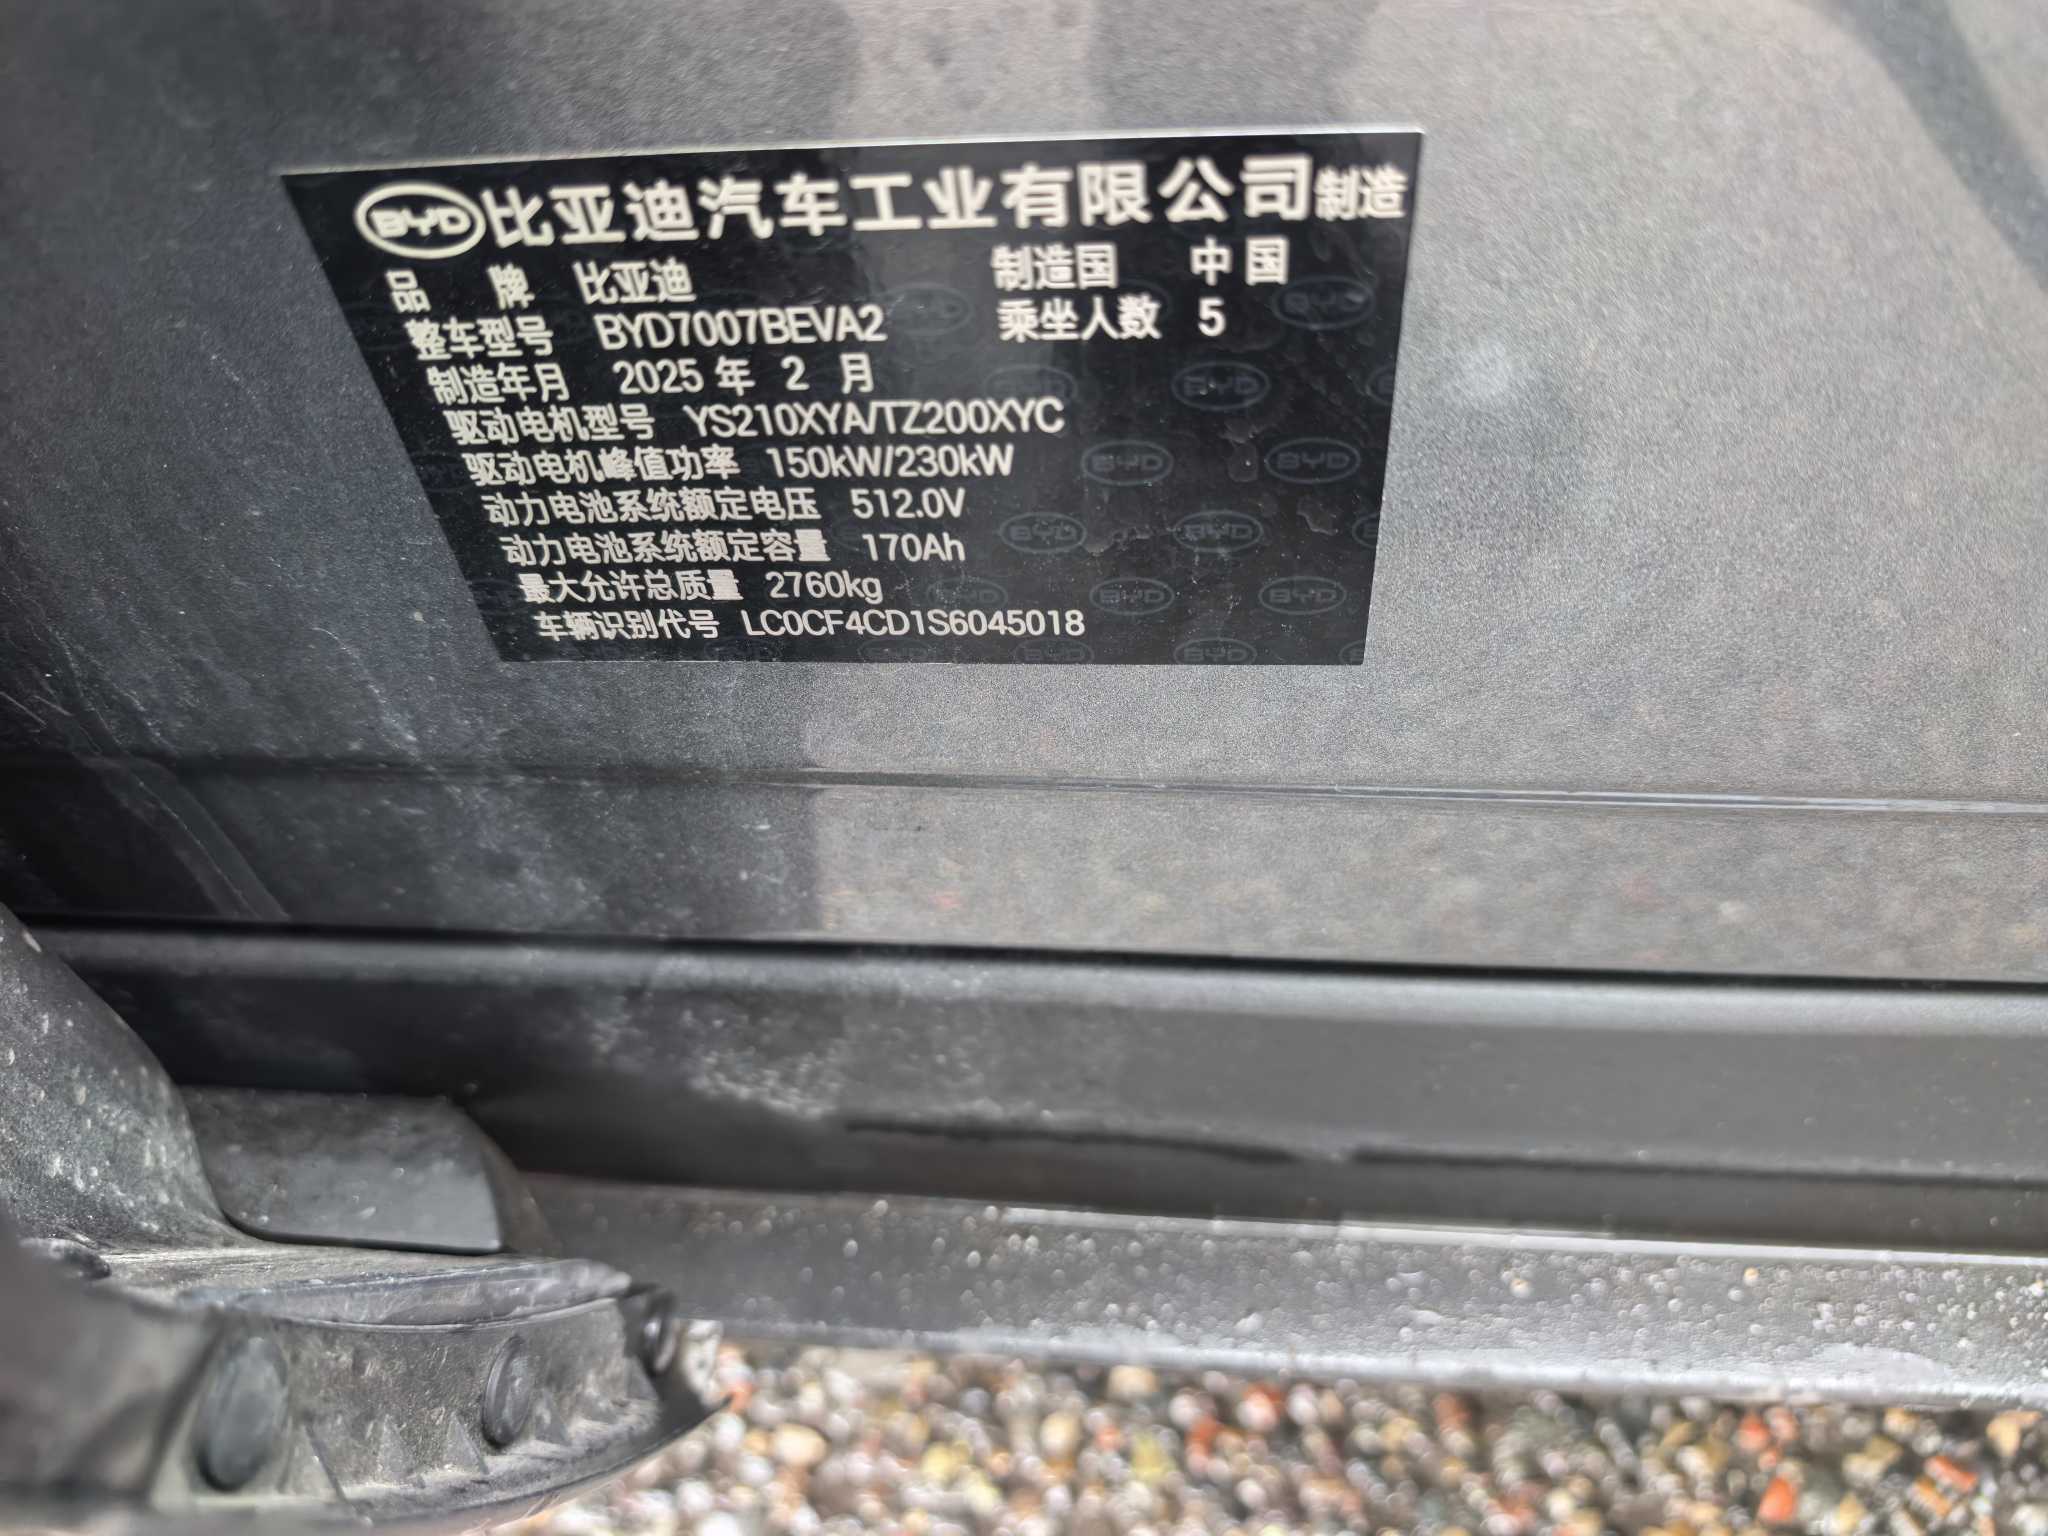 BYD 比亚迪汽车工业有限公司制造
品 牌 比亚迪 制造国 中国
整车型号 BYD7007BEVA2 乘坐人数 5
制造年月 2025 年 2 月
驱动电机型号 YS210XYA/TZ200XYC
驱动电机峰值功率 150kW/230kW
动力电池系统额定电压 512.0V
动力电池系统额定容量 170Ah
最大允许总质量 2760kg
车辆识别代号 LC0CF4CD1S6045018